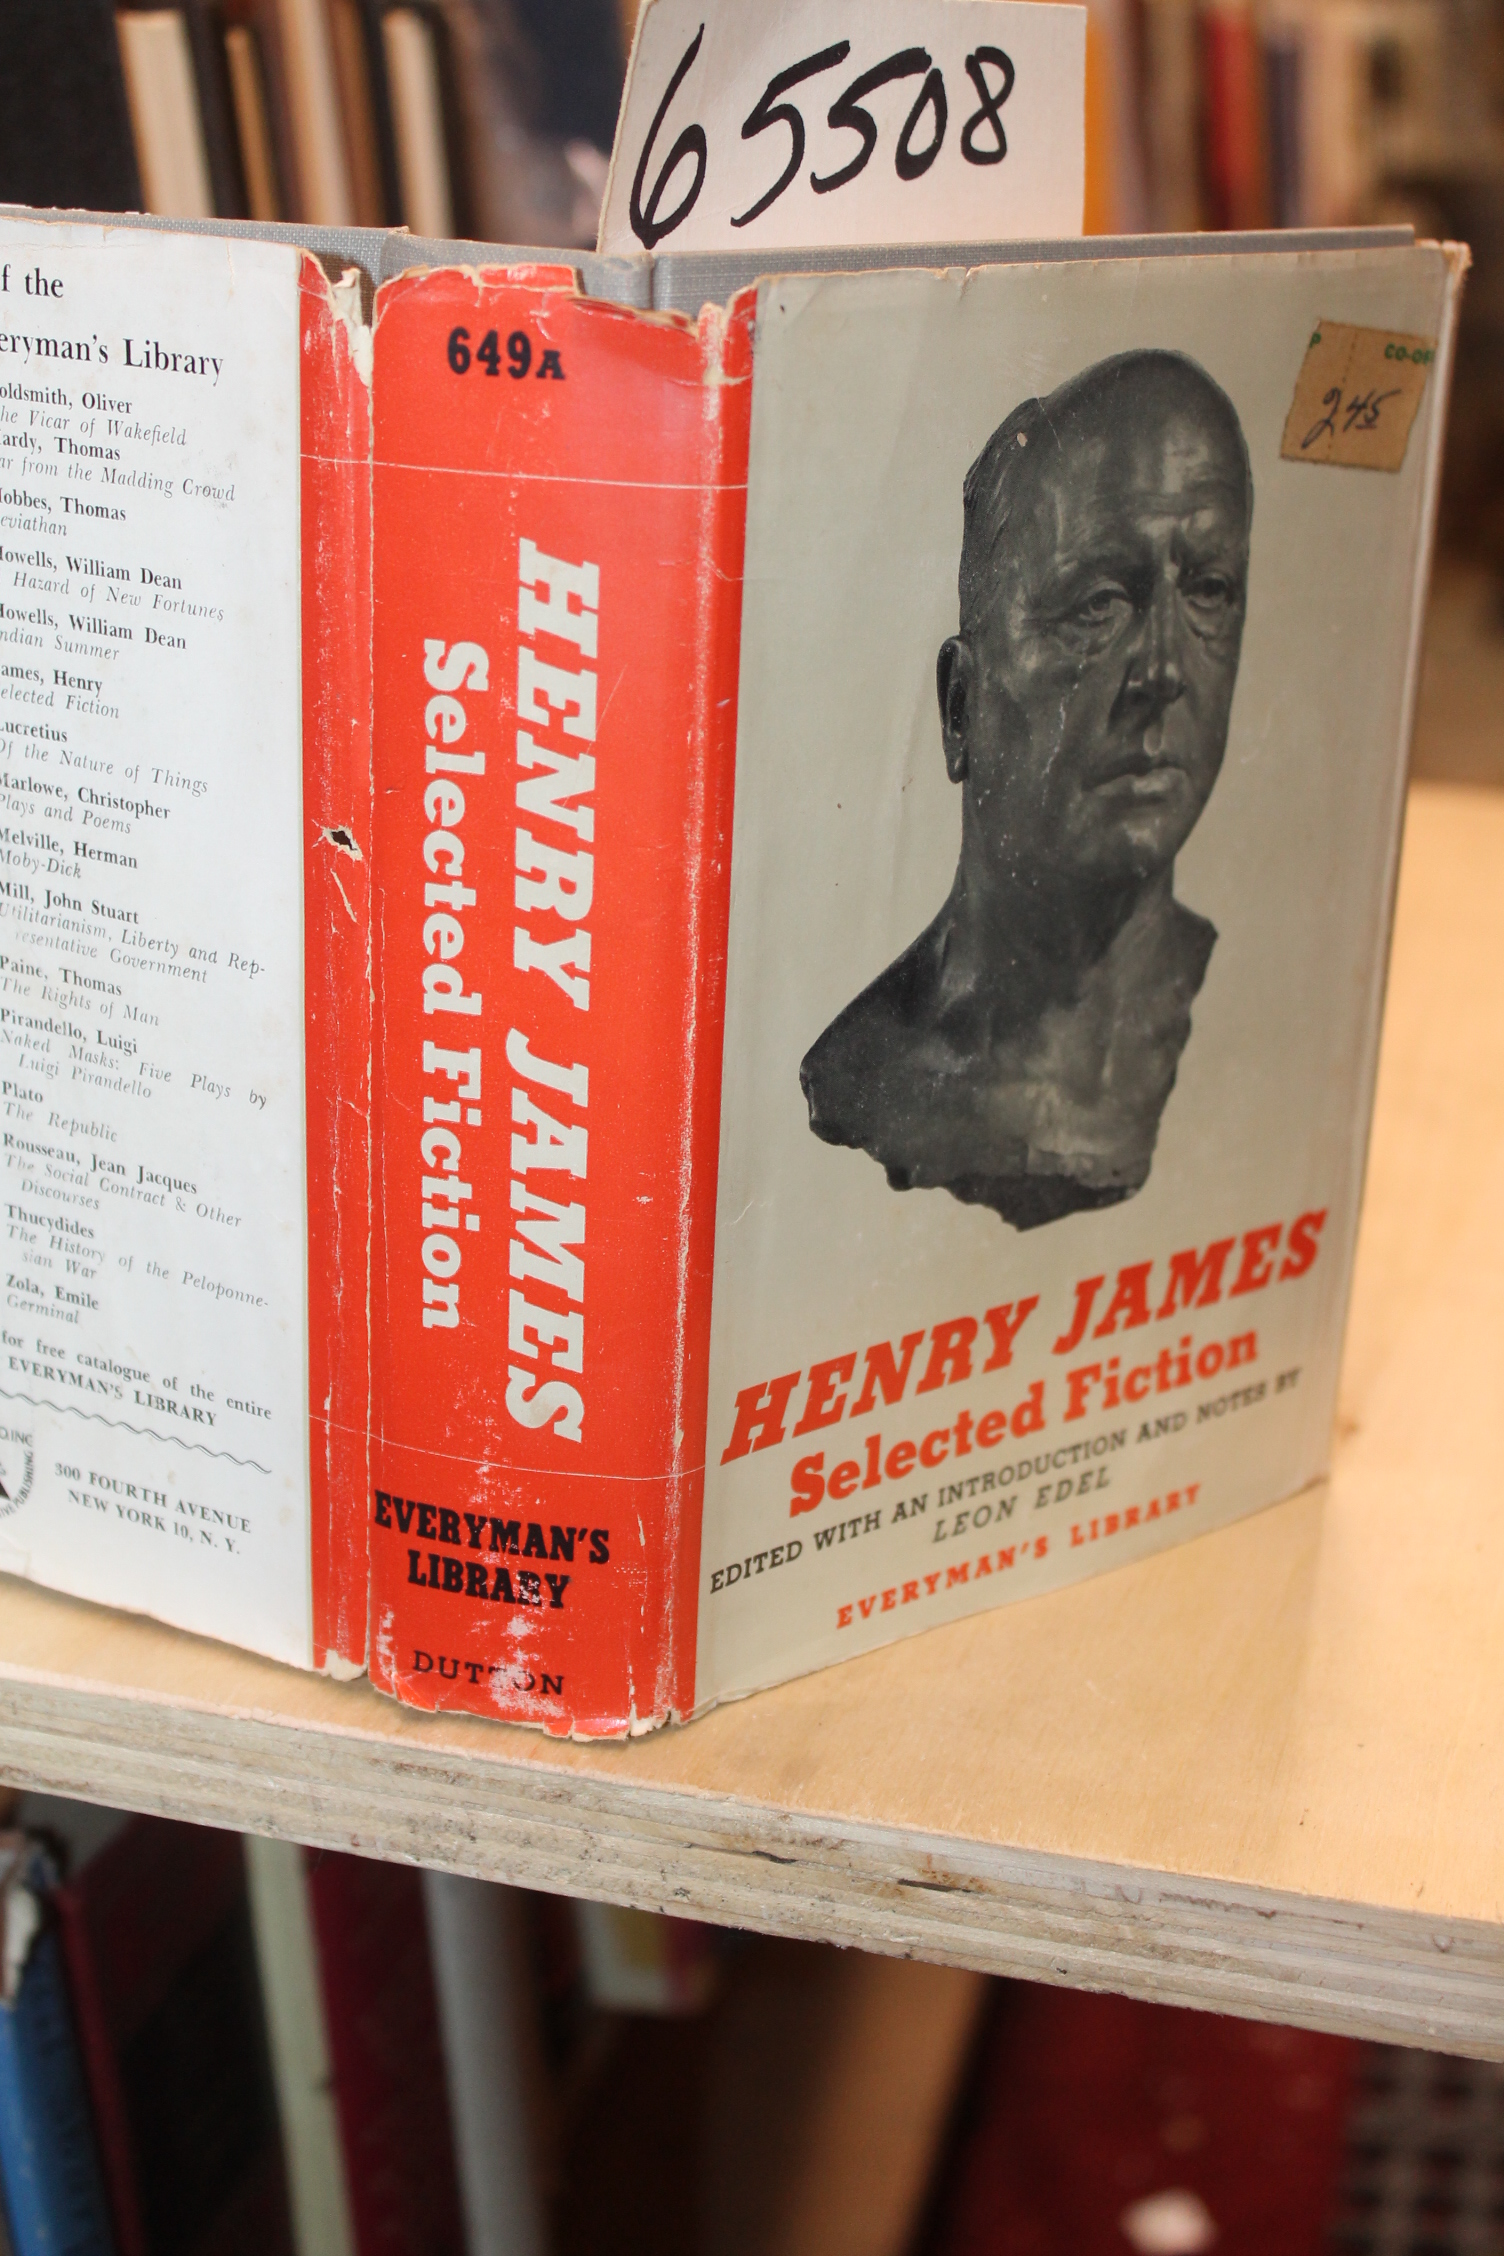 65508
f the
eryman's Library
oldsmith, Oliver
he Vicar of Wakefield
ardy, Thomas
ar from the Madding Crowd
obbes, Thomas
eviathan
owells, William Dean
Hazard of New Fortunes
owells, William Dean
ndian Summer
ames, Henry
elected Fiction
Lucretius
Of the Nature of Things
Marlowe, Christopher
Plays and Poems
Melville, Herman
Moby-Dick
Mill, John Stuart
Utilitarianism, Liberty and Rep-
resentative Government
Paine, Thomas
The Rights of Man
Pirandello, Luigi
Naked Masks: Five Plays by
Luigi Pirandello
Plato
The Republic
Rousseau, Jean Jacques
The Social Contract & Other
Discourses
Thucydides
The History of the Peloponne-
sian War
Zola, Emile
Germinal
for free catalogue of the entire
EVERYMAN'S LIBRARY
300 FOURTH AVENUE
NEW YORK 10, N. Y.
649A
HENRY JAMES
Selected Fiction
EVERYMAN'S
LIBRARY
DUTTON
CO-OP
2 45
HENRY JAMES
Selected Fiction
EDITED WITH AN INTRODUCTION AND NOTES BY
LEON EDEL
EVERYMAN'S LIBRARY